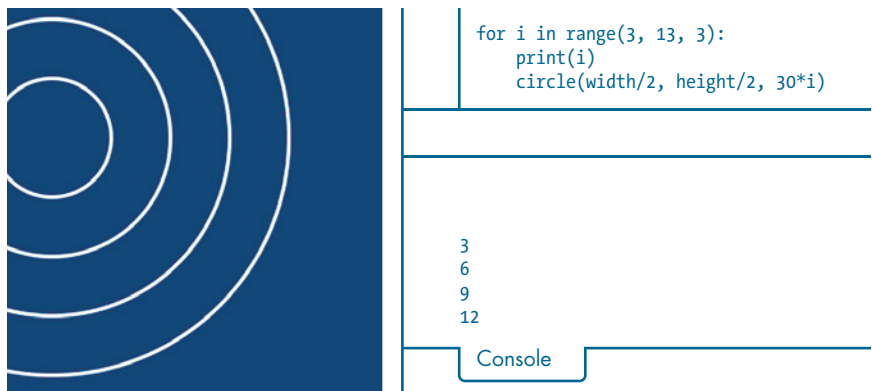 for i in range(3, 13, 3):
    print(i)
    circle(width/2, height/2, 30*i)
3
6
9
12
Console